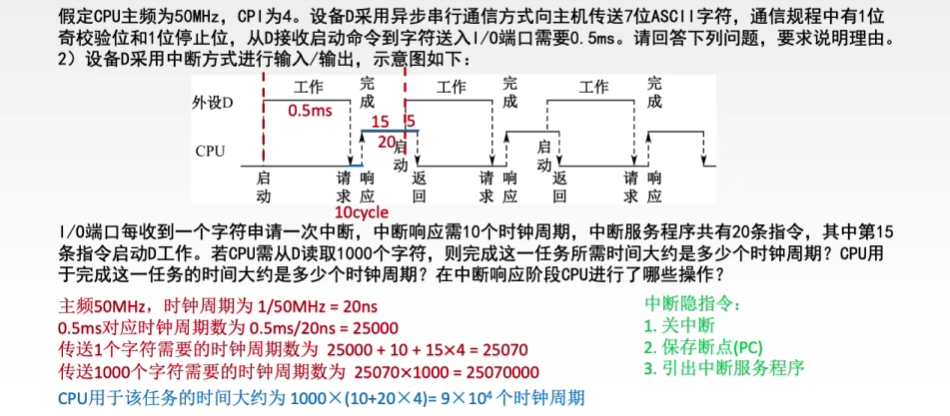 假定CPU主频为50MHz，CPI为4。设备D采用异步串行通信方式向主机传送7位ASCII字符，通信规程中有1位
奇校验位和1位停止位，从D接收启动命令到字符送入I/O端口需要0.5ms。请回答下列问题，要求说明理由。
2）设备D采用中断方式进行输入/输出，示意图如下：
工作 完成 工作 完成 工作 完成
外设D
0.5ms
15 5
20
CPU
启动 启动
启动 请求 响应 返回 请求 响应 返回 请求 响应
10cycle
I/O端口每收到一个字符申请一次中断，中断响应需10个时钟周期，中断服务程序共有20条指令，其中第15
条指令启动D工作。若CPU需从D读取1000个字符，则完成这一任务所需时间大约是多少个时钟周期？CPU用
于完成这一任务的时间大约是多少个时钟周期？在中断响应阶段CPU进行了哪些操作？
主频50MHz，时钟周期为 1/50MHz = 20ns
0.5ms对应时钟周期数为 0.5ms/20ns = 25000
传送1个字符需要的时钟周期数为 25000 + 10 + 15×4 = 25070
传送1000个字符需要的时钟周期数为 25070×1000 = 25070000
CPU用于该任务的时间大约为 1000×(10+20×4)= 9×10⁴ 个时钟周期
中断隐指令：
1. 关中断
2. 保存断点(PC)
3. 引出中断服务程序